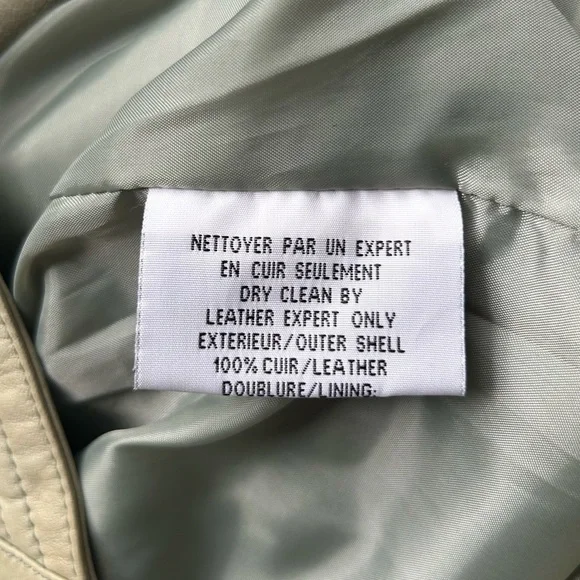 NETTOYER PAR UN EXPERT
EN CUIR SEULEMENT
DRY CLEAN BY
LEATHER EXPERT ONLY
EXTERIEUR/OUTER SHELL
100% CUIR/LEATHER
DOUBLURE/LINING: